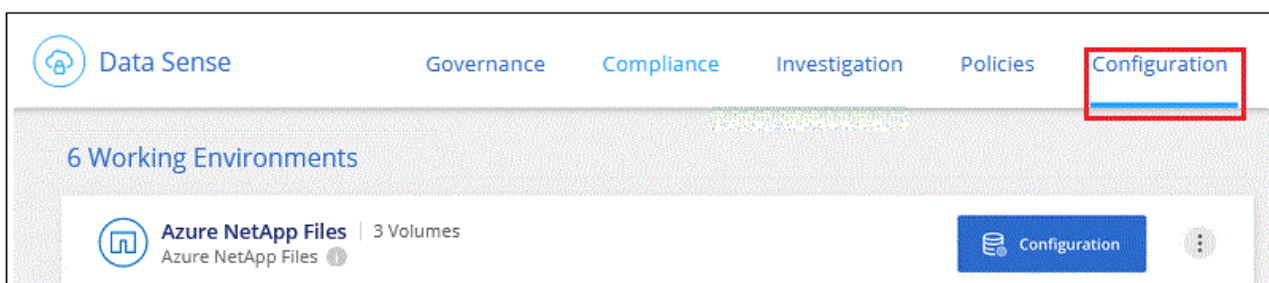 Data Sense Governance Compliance Investigation Policies Configuration
6 Working Environments
Azure NetApp Files | 3 Volumes
Azure NetApp Files
Configuration